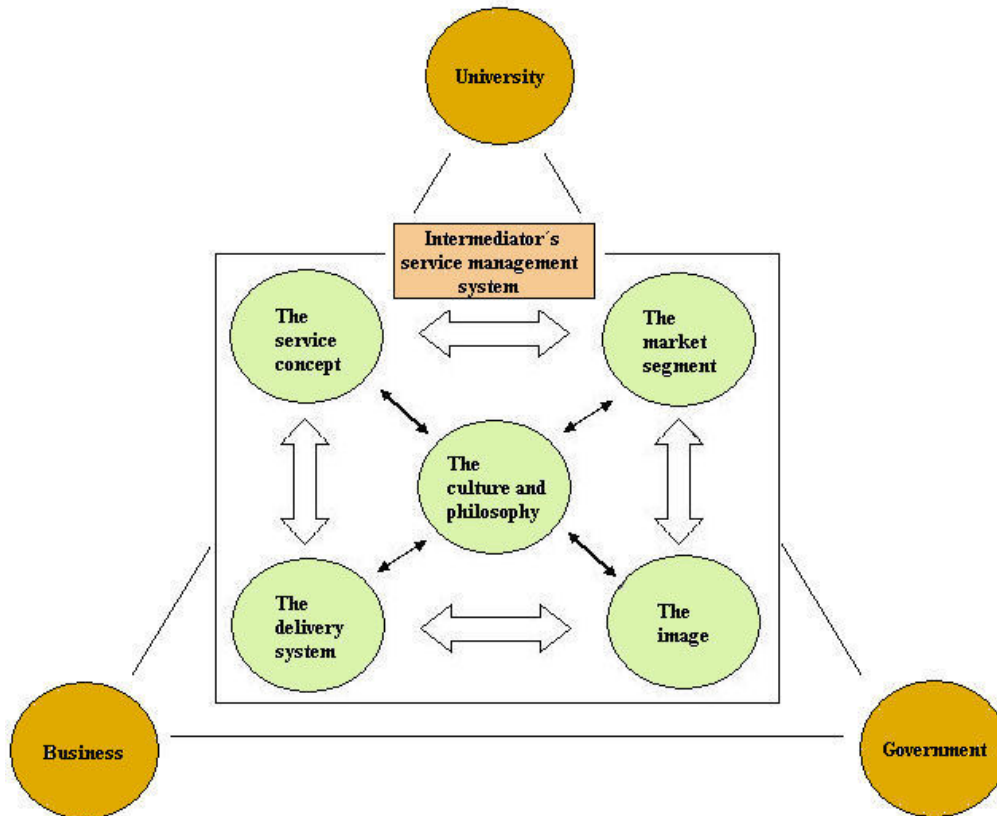 University
Intermediator´s
service management
system
The
service
concept
The
market
segment
The
culture and
philosophy
The
delivery
system
The
image
Business
Government